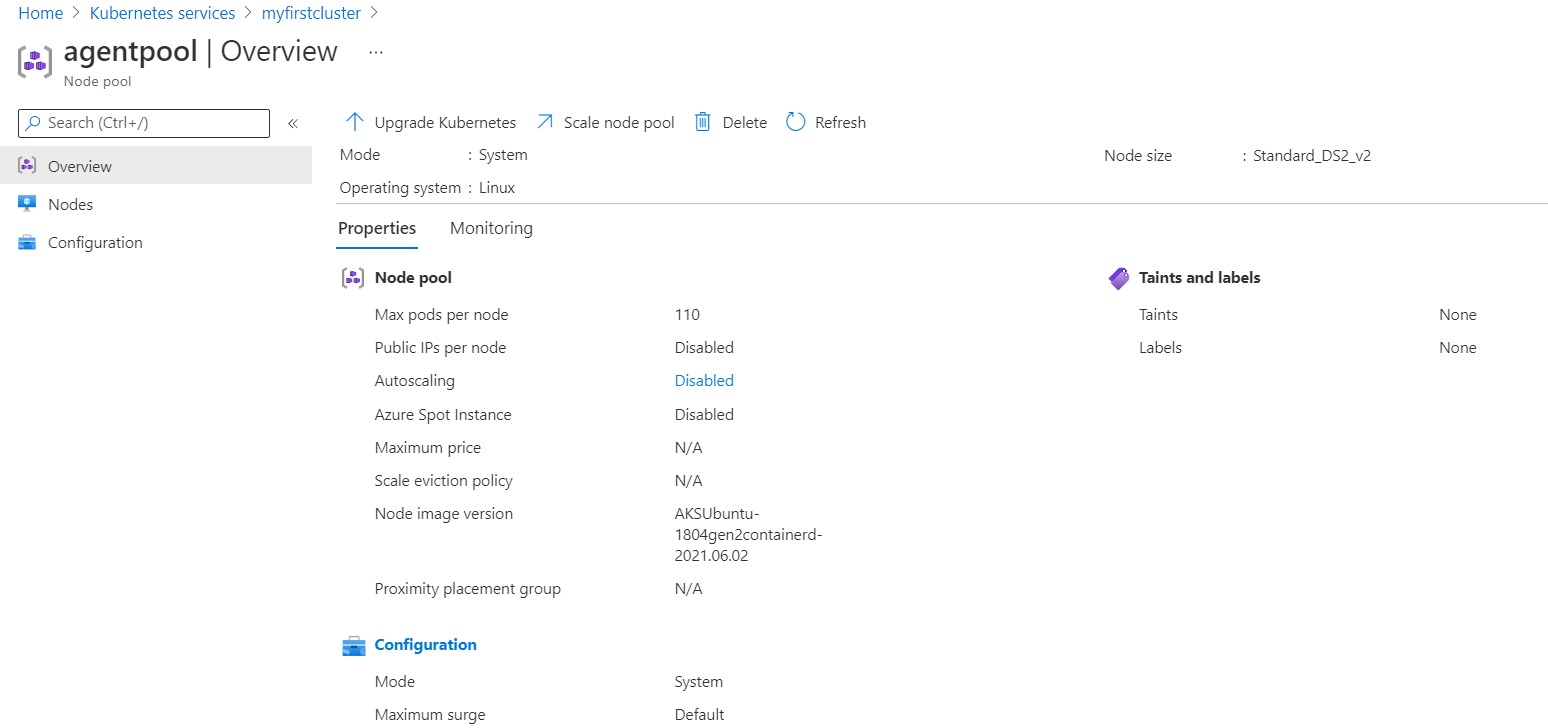 Home > Kubernetes services > myfirstcluster >
agentpool | Overview ...
Node pool
Search (Ctrl+/) «
Overview
Nodes
Configuration
Upgrade Kubernetes Scale node pool Delete Refresh
Mode : System Node size : Standard_DS2_v2
Operating system : Linux
Properties Monitoring
Node pool Taints and labels
Max pods per node 110 Taints None
Public IPs per node Disabled Labels None
Autoscaling Disabled
Azure Spot Instance Disabled
Maximum price N/A
Scale eviction policy N/A
Node image version AKSUbuntu-
1804gen2containerd-
2021.06.02
Proximity placement group N/A
Configuration
Mode System
Maximum surge Default